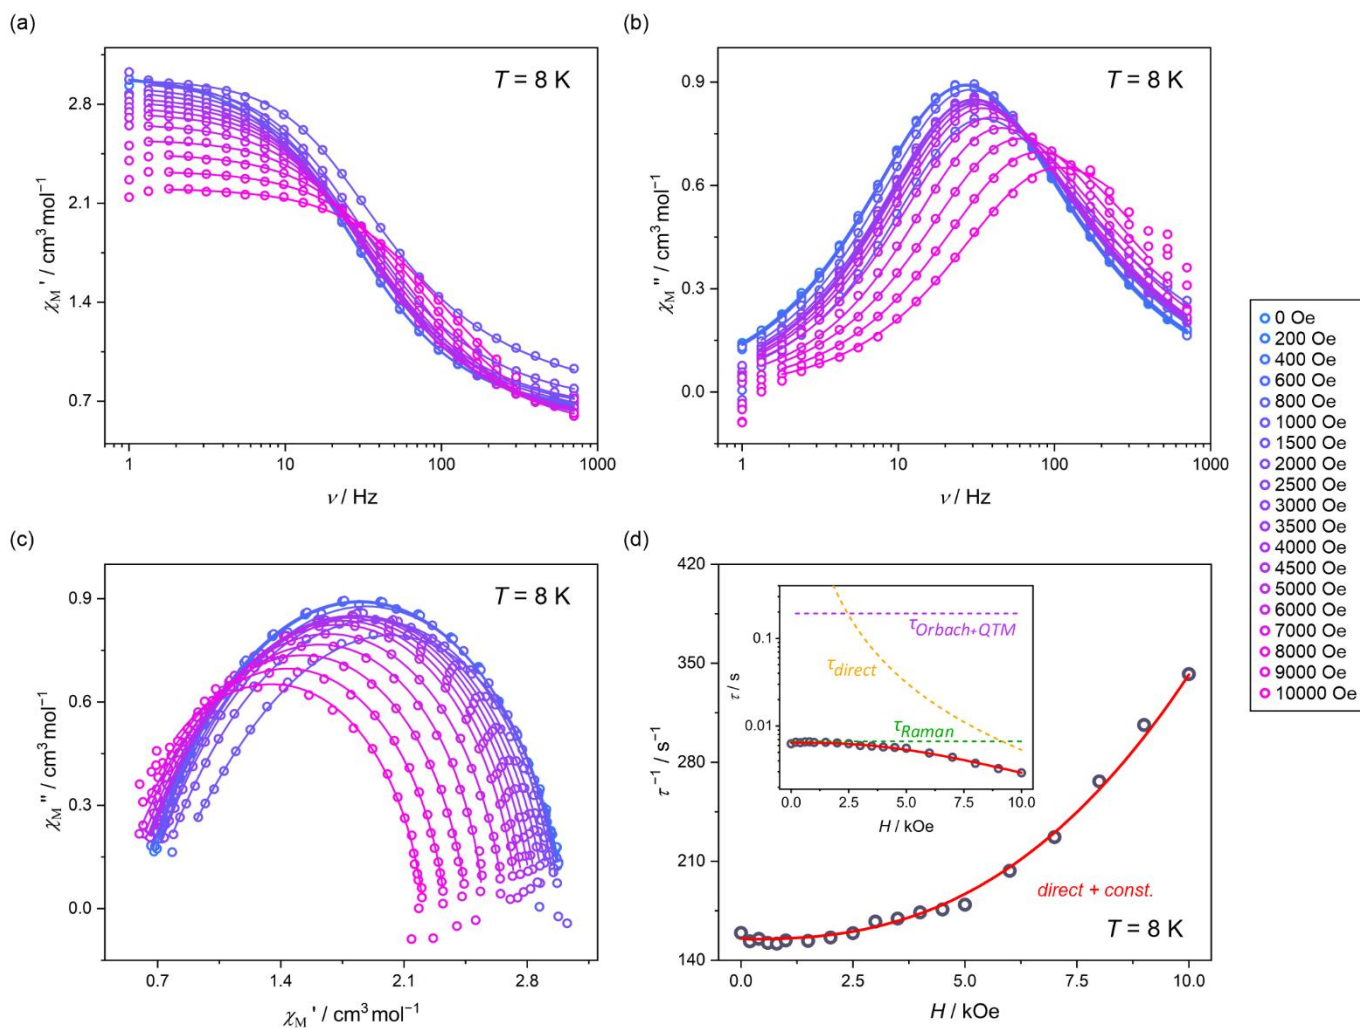 (a)
T = 8 K
2.8
2.1
1.4
0.7
χM' / cm³ mol⁻¹
1
10
100
1000
ν / Hz
(b)
T = 8 K
0.9
0.6
0.3
0.0
χM'' / cm³ mol⁻¹
1
10
100
1000
ν / Hz
0 Oe
200 Oe
400 Oe
600 Oe
800 Oe
1000 Oe
1500 Oe
2000 Oe
2500 Oe
3000 Oe
3500 Oe
4000 Oe
4500 Oe
5000 Oe
6000 Oe
7000 Oe
8000 Oe
9000 Oe
10000 Oe
(c)
T = 8 K
0.9
0.6
0.3
0.0
χM'' / cm³ mol⁻¹
0.7
1.4
2.1
2.8
χM' / cm³ mol⁻¹
(d)
420
350
280
210
140
τ⁻¹ / s⁻¹
0.1
0.01
τ / s
τOrbach+QTM
τdirect
τRaman
0.0
2.5
5.0
7.5
10.0
H / kOe
direct + const.
T = 8 K
0.0
2.5
5.0
7.5
10.0
H / kOe